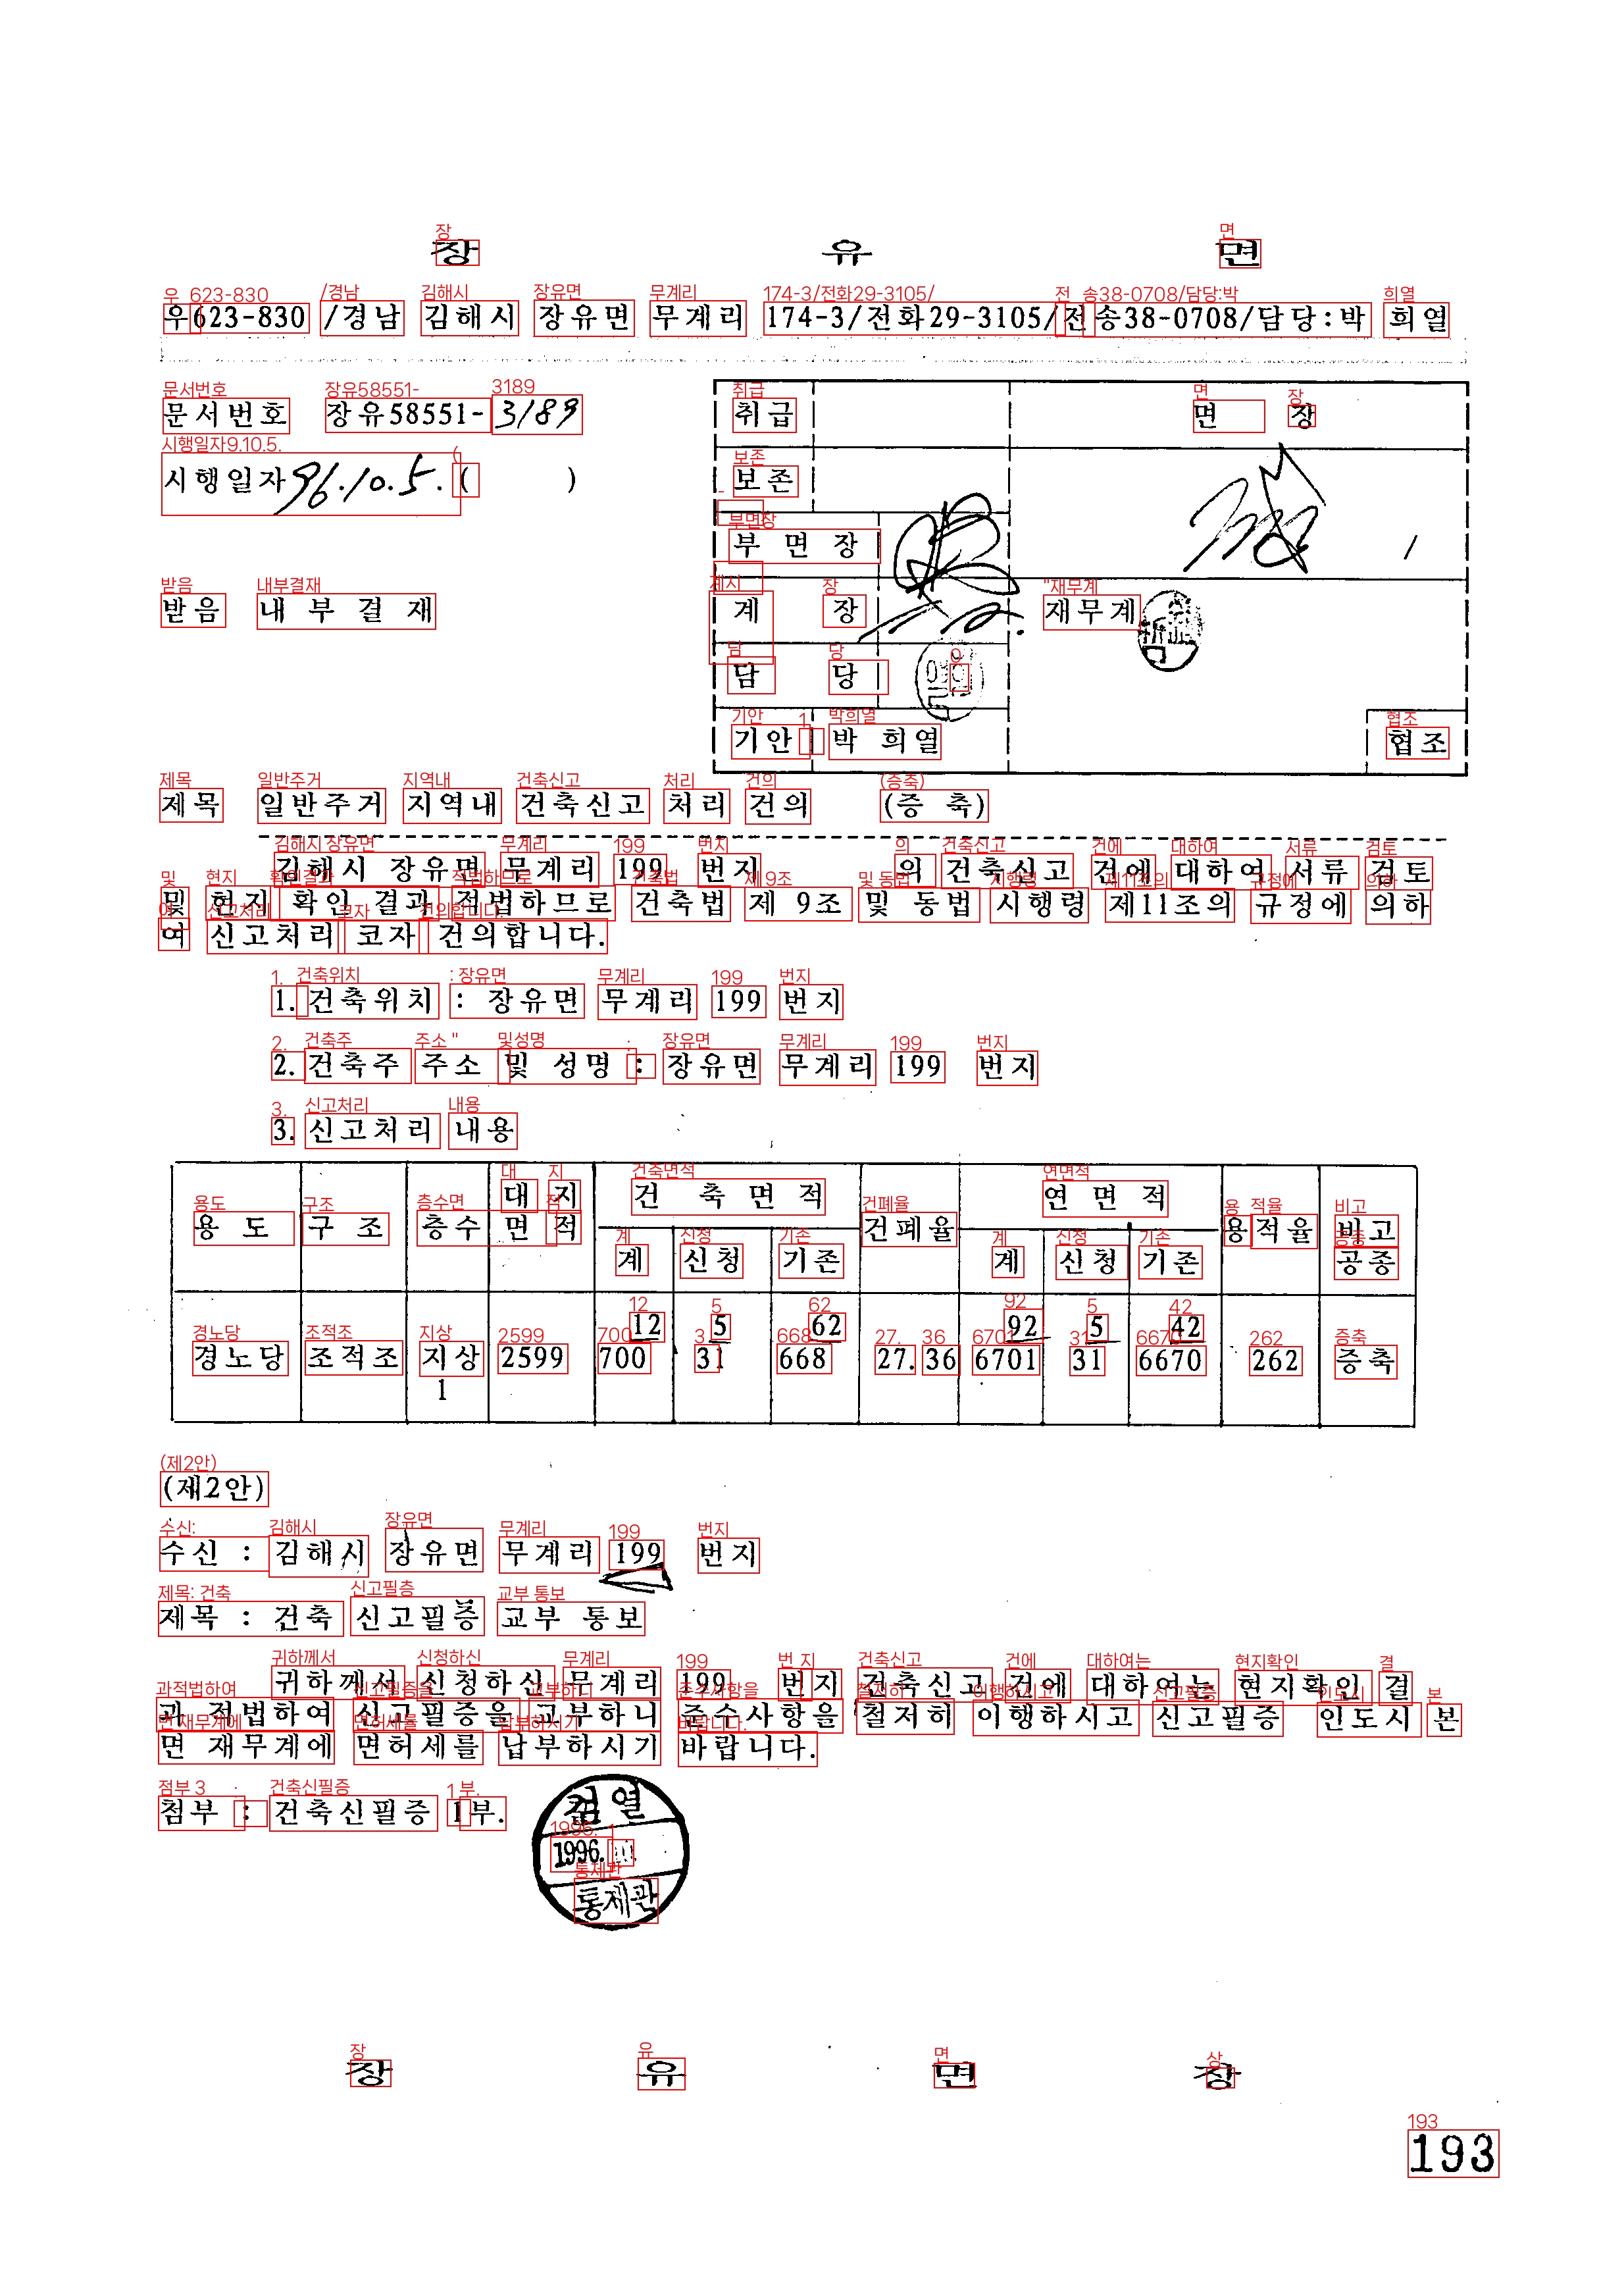 장 유 면
우623-830 /경남 김해시 장유면 무계리 174-3/전화29-3105/전송38-0708/담당:박 희열
문서번호 장유58551-3189
시행일자 96.10.5. ( )
받음 내 부 결 재
취급 면 장
보존
부 면 장
계 장 재무계
담 당
기안 박 희열 협조
제목 일반주거 지역내 건축신고 처리 건의 (증 축)
김해시 장유면 무계리 199 번지 의 건축신고 건에 대하여 서류 검토
및 현지 확인 결과 적법하므로 건축법 제 9조 및 동법 시행령 제11조의 규정에 의하
여 신고처리 코자 건의합니다.
1. 건축위치 : 장유면 무계리 199 번지
2. 건축주 주소 및 성명 : 장유면 무계리 199 번지
3. 신고처리 내용
용 도 구 조 층수 대 지 면 적 건 축 면 적 건폐율 연 면 적 용적율 비고
계 신청 기존 계 신청 기존 공종
12 5 62 92 5 42
경노당 조적조 지상 2599 700 31 668 27.36 6701 31 6670 262 증축
1
(제2안)
수신 : 김해시 장유면 무계리 199 번지
제목 : 건축 신고필증 교부 통보
귀하께서 신청하신 무계리 199 번지 건축신고 건에 대하여는 현지확인 결
과 적법하여 신고필증을 교부하니 준수사항을 철저히 이행하시고 신고필증 인도시 본
면 재무계에 면허세를 납부하시기 바랍니다.
첨부 : 건축신필증 1부.
검열
1996.
통제관
장 유 면 장
193